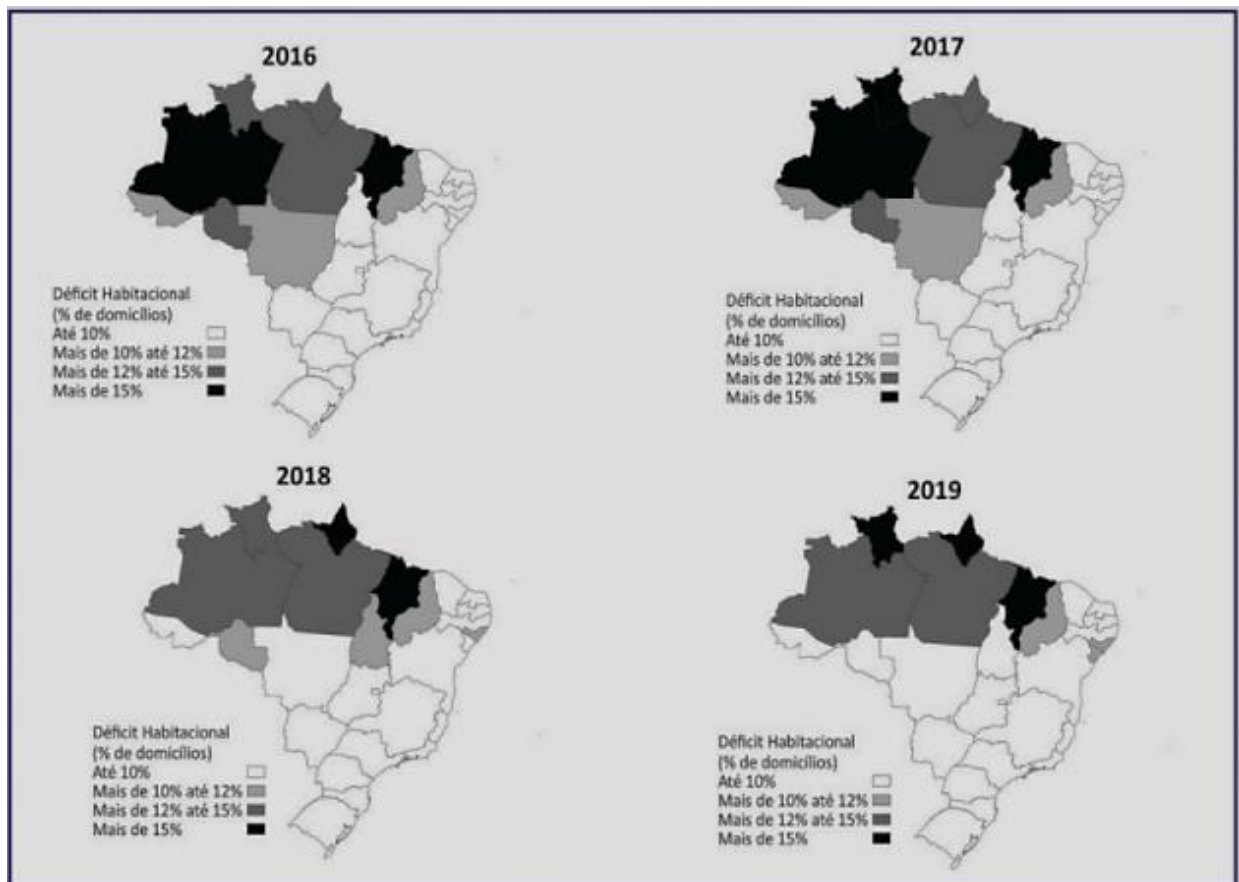 2016
Déficit Habitacional
(% de domicílios)
Até 10%
Mais de 10% até 12%
Mais de 12% até 15%
Mais de 15%
2017
Déficit Habitacional
(% de domicílios)
Até 10%
Mais de 10% até 12%
Mais de 12% até 15%
Mais de 15%
2018
Déficit Habitacional
(% de domicílios)
Até 10%
Mais de 10% até 12%
Mais de 12% até 15%
Mais de 15%
2019
Déficit Habitacional
(% de domicílios)
Até 10%
Mais de 10% até 12%
Mais de 12% até 15%
Mais de 15%